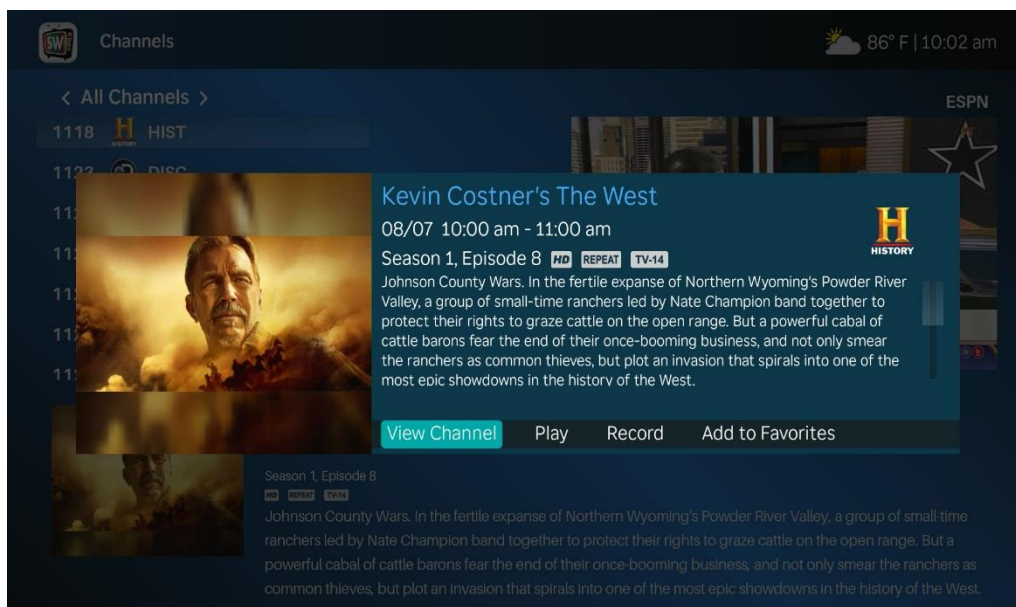 SW
Channels
86° F | 10:02 am
< All Channels >
ESPN
1118 HISTORY HIST
1123 DISC
Kevin Costner's The West
08/07 10:00 am - 11:00 am
HISTORY
Season 1, Episode 8 HD REPEAT TV-14
Johnson County Wars. In the fertile expanse of Northern Wyoming's Powder River
Valley, a group of small-time ranchers led by Nate Champion band together to
protect their rights to graze cattle on the open range. But a powerful cabal of
cattle barons fear the end of their once-booming business, and not only smear
the ranchers as common thieves, but plot an invasion that spirals into one of the
most epic showdowns in the history of the West.
View Channel Play Record Add to Favorites
Season 1, Episode 8
HD REPEAT TV-14
Johnson County Wars. In the fertile expanse of Northern Wyoming's Powder River Valley, a group of small-time
ranchers led by Nate Champion band together to protect their rights to graze cattle on the open range. But a
powerful cabal of cattle barons fear the end of their once-booming business, and not only smear the ranchers as
common thieves, but plot an invasion that spirals into one of the most epic showdowns in the history of the West.